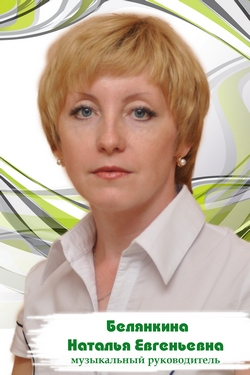 Белянкина
Наталья Евгеньевна
музыкальный руководитель